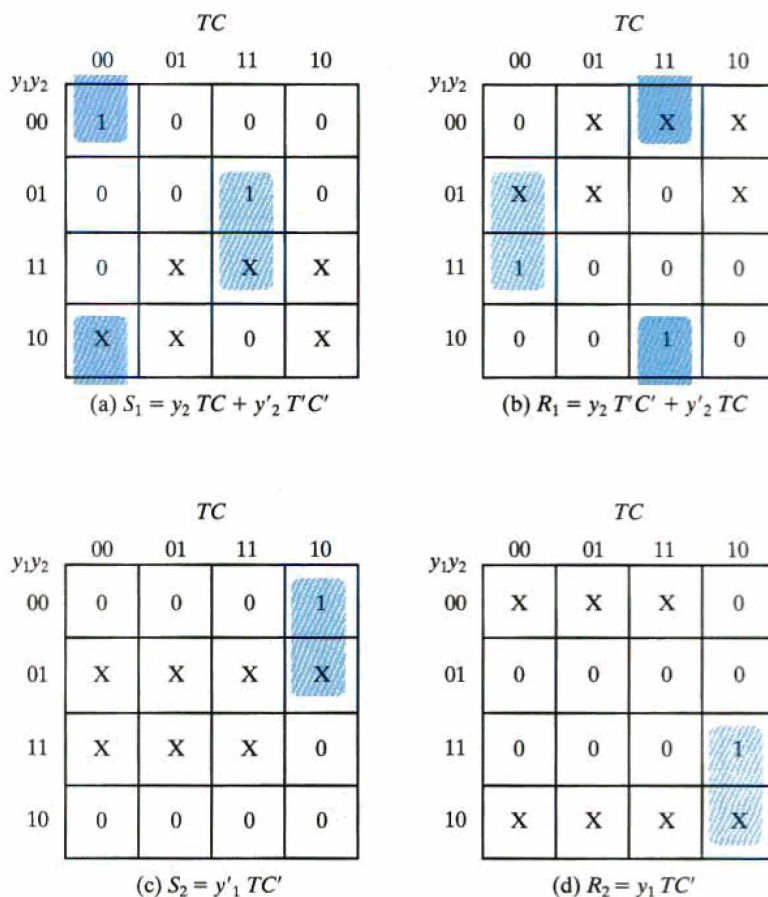 TC
00 01 11 10
y₁y₂
00 1 0 0 0
01 0 0 1 0
11 0 X X X
10 X X 0 X
(a) S₁ = y₂ TC + y′₂ T′C′
TC
00 01 11 10
y₁y₂
00 0 X X X
01 X X 0 X
11 1 0 0 0
10 0 0 1 0
(b) R₁ = y₂ T′C′ + y′₂ TC
TC
00 01 11 10
y₁y₂
00 0 0 0 1
01 X X X X
11 X X X 0
10 0 0 0 0
(c) S₂ = y′₁ TC′
TC
00 01 11 10
y₁y₂
00 X X X 0
01 0 0 0 0
11 0 0 0 1
10 X X X X
(d) R₂ = y₁ TC′